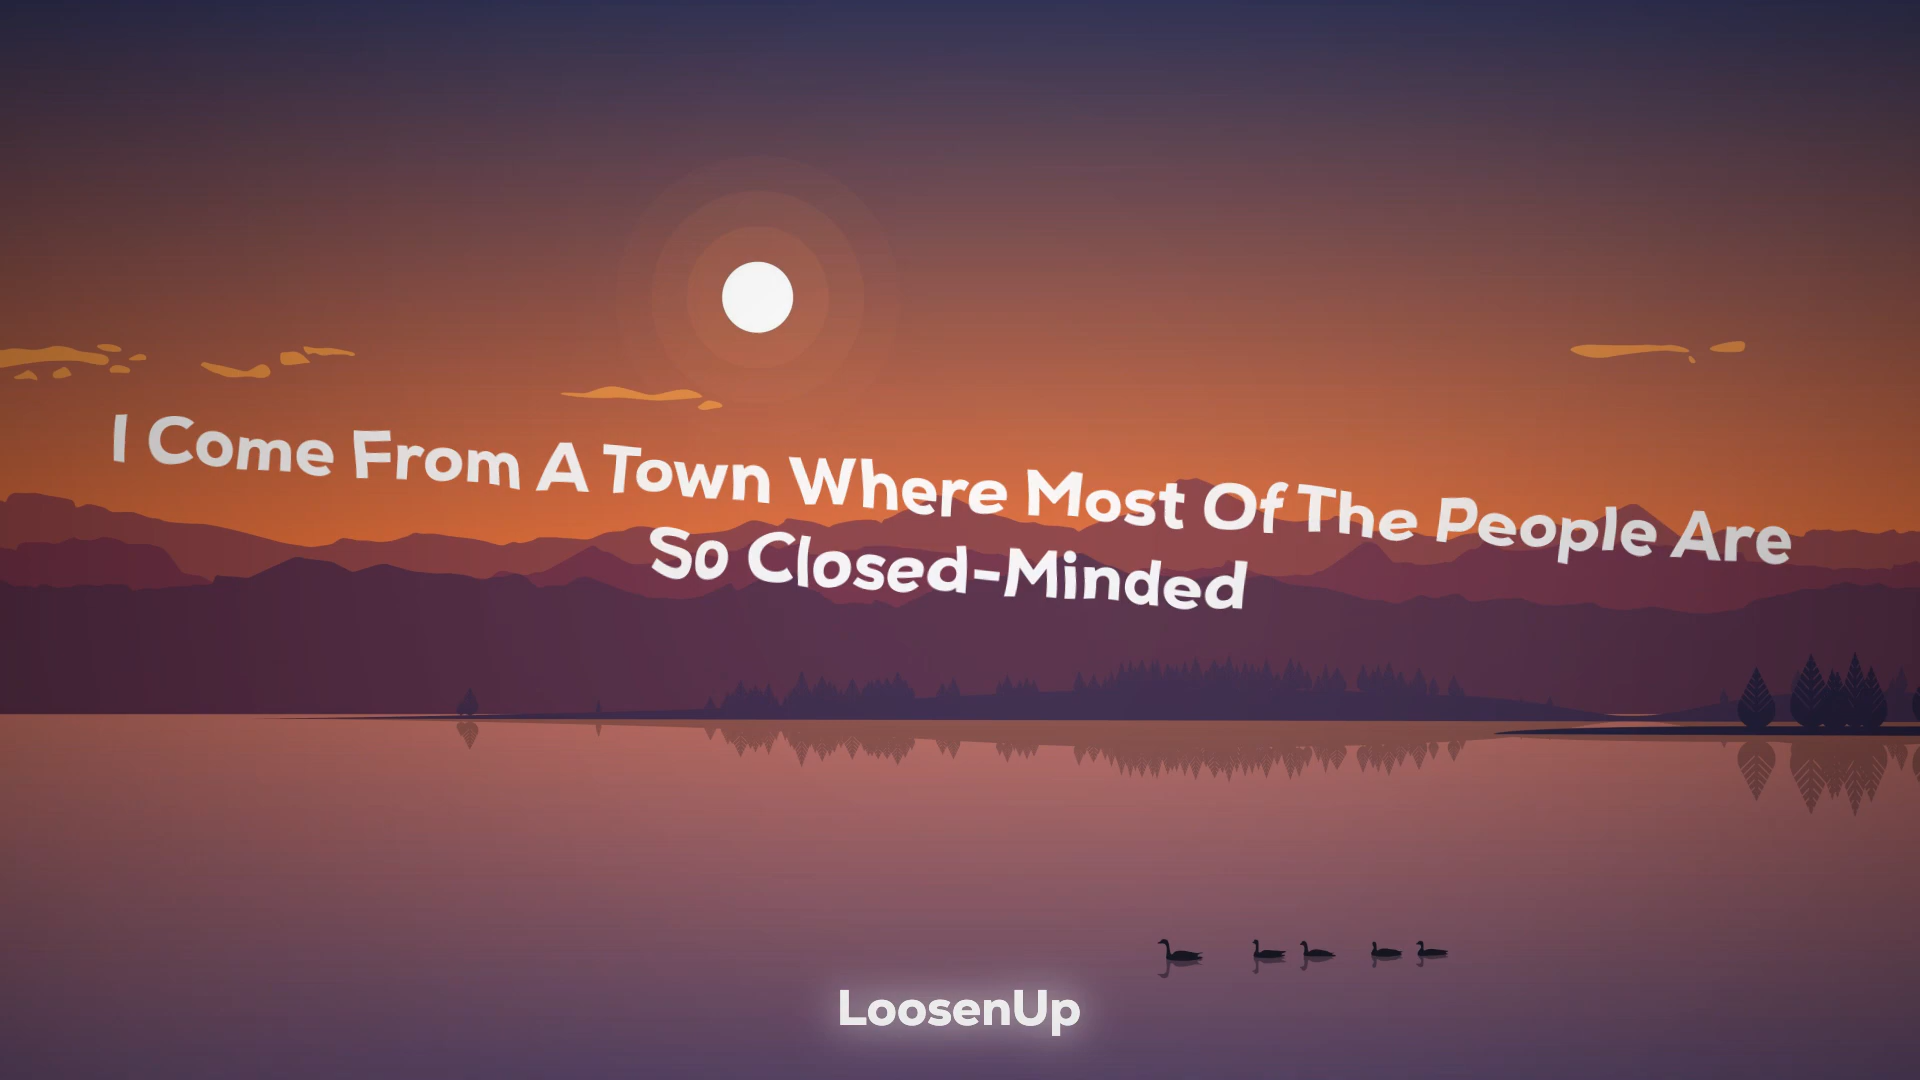 I Come From A Town Where Most Of The People Are
So Closed-Minded
LoosenUp